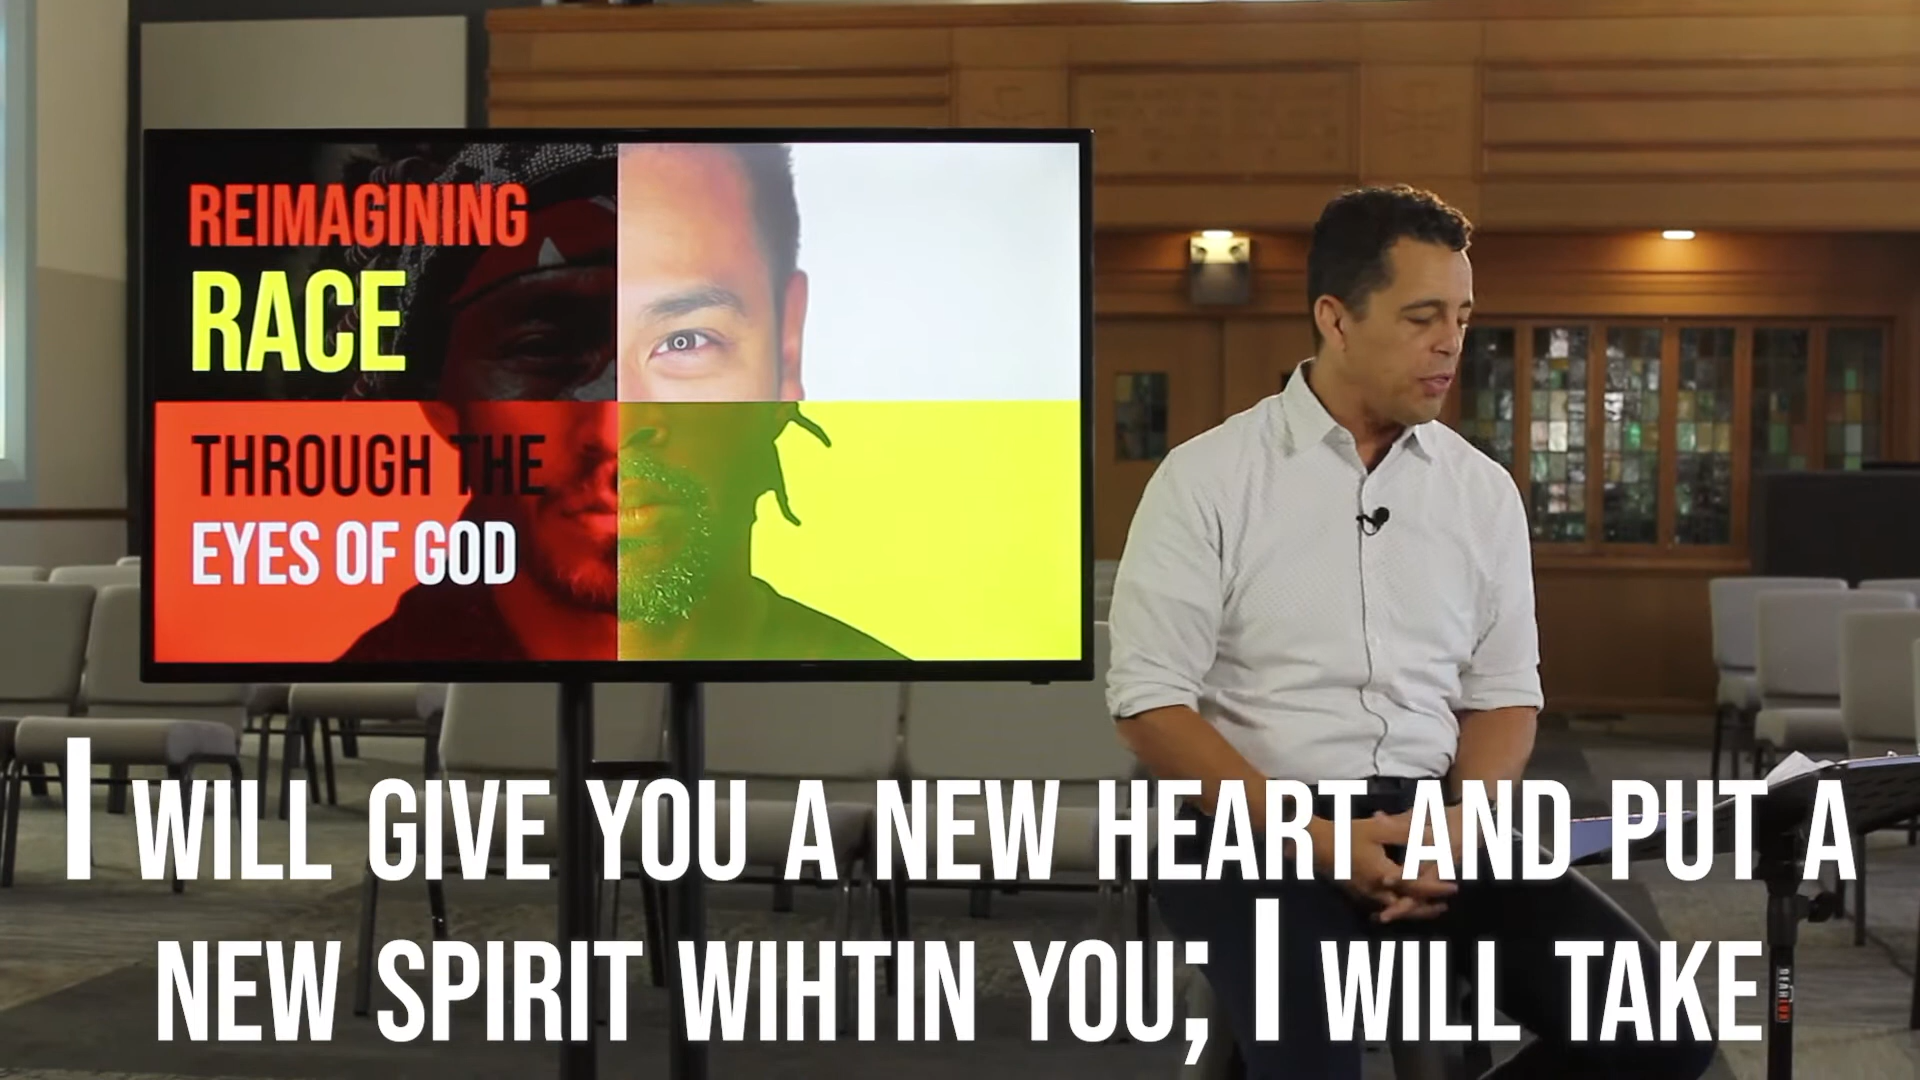 REIMAGINING
RACE
THROUGH THE
EYES OF GOD
I WILL GIVE YOU A NEW HEART AND PUT A
NEW SPIRIT WIHTIN YOU; I WILL TAKE